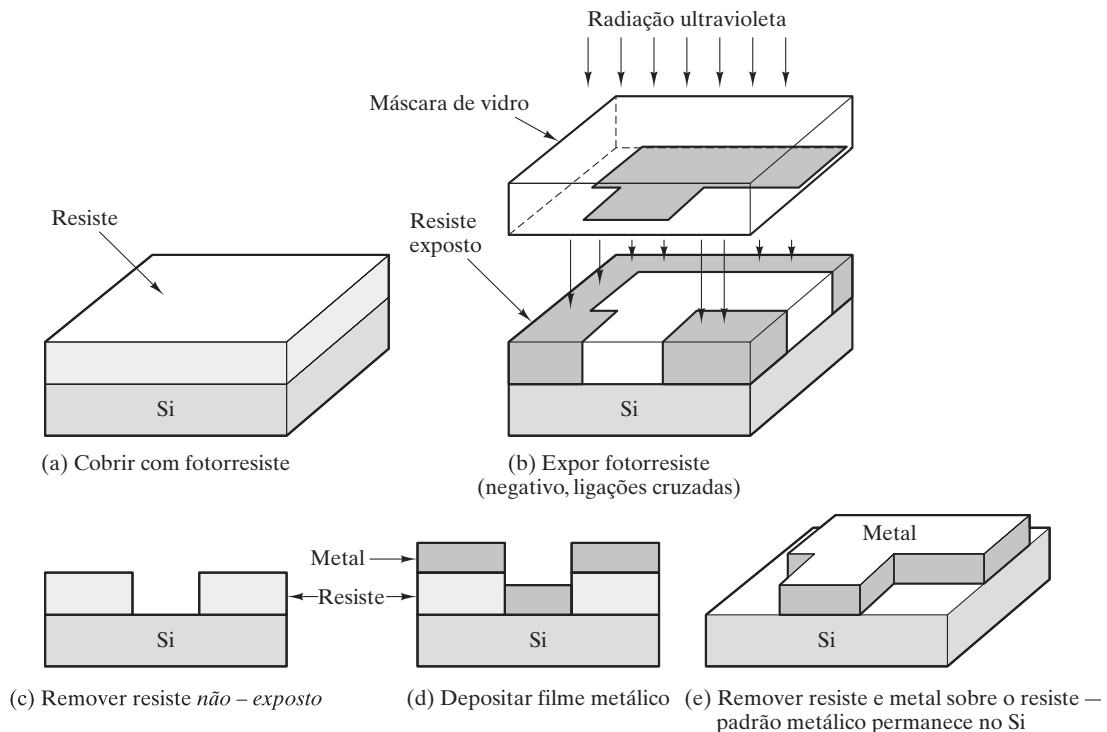 Radiação ultravioleta
Máscara de vidro
Resiste
Resiste
exposto
Si
Si
(a) Cobrir com fotorresiste
(b) Expor fotorresiste
(negativo, ligações cruzadas)
Metal
Metal
Resiste
Si
Si
Si
(c) Remover resiste não – exposto
(d) Depositar filme metálico
(e) Remover resiste e metal sobre o resiste —
padrão metálico permanece no Si